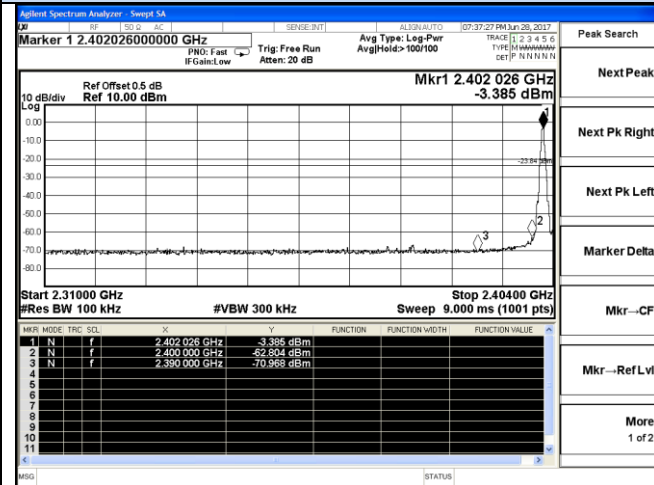 Agilent Spectrum Analyzer - Swept SA
RF 50 Ω AC SENSE:INT ALIGN AUTO 07:37:27 PM Jun 28, 2017
Marker 1 2.402026000000 GHz
PNO: Fast
IFGain:Low
Trig: Free Run
Atten: 20 dB
Avg Type: Log-Pwr
Avg|Hold:> 100/100
TRACE 1 2 3 4 5 6
TYPE M
DET P N N N N N
Ref Offset 0.5 dB
10 dB/div Ref 10.00 dBm
Log
Mkr1 2.402 026 GHz
-3.385 dBm
0.00
-10.0
-20.0
-30.0
-40.0
-50.0
-60.0
-70.0
-80.0
1
-23.84 dBm
2
3
Start 2.31000 GHz Stop 2.40400 GHz
#Res BW 100 kHz #VBW 300 kHz Sweep 9.000 ms (1001 pts)
MKR MODE TRC SCL X Y FUNCTION FUNCTION WIDTH FUNCTION VALUE
1 N f 2.402 026 GHz -3.385 dBm
2 N f 2.400 000 GHz -62.804 dBm
3 N f 2.390 000 GHz -70.968 dBm
4
5
6
7
8
9
10
11
MSG STATUS
Peak Search
Next Peak
Next Pk Right
Next Pk Left
Marker Delta
Mkr→CF
Mkr→Ref Lvl
More
1 of 2